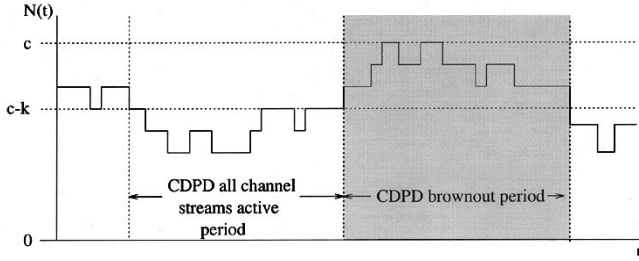 N(t)
c
c-k
CDPD all channel
streams active
period
CDPD brownout period
0